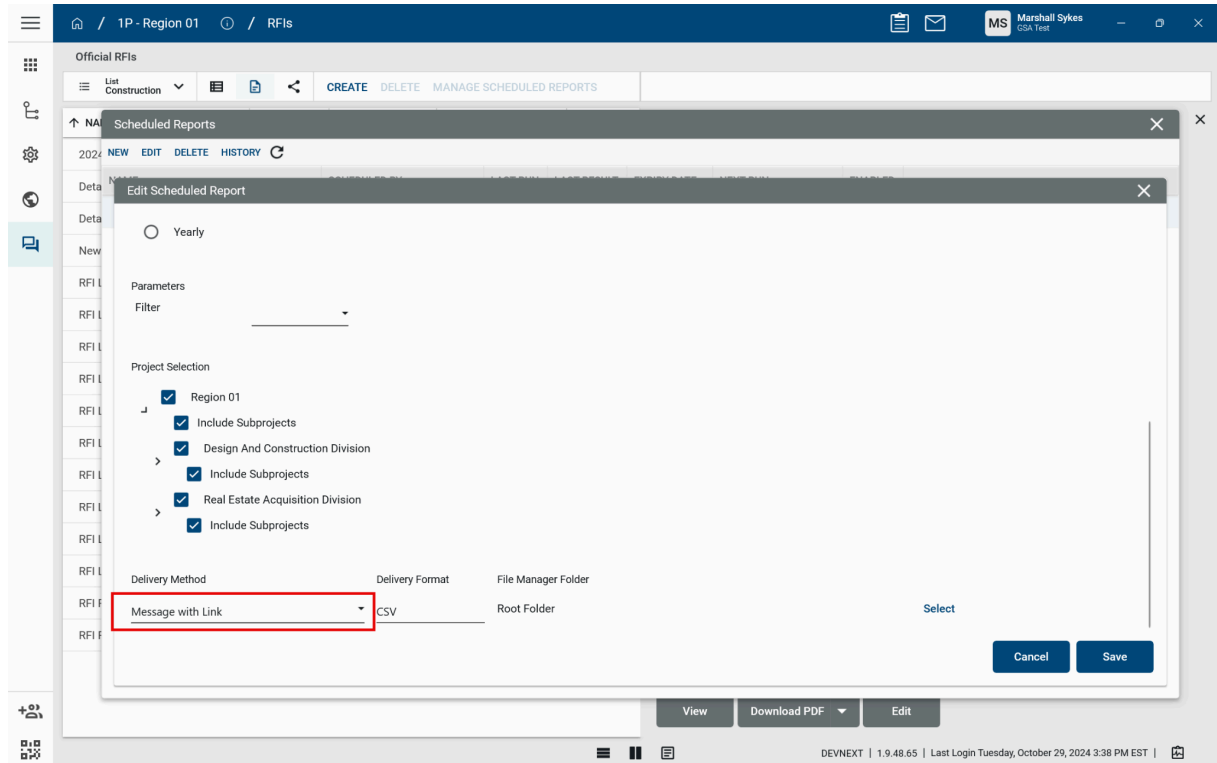 / 1P - Region 01 / RFIs
MS Marshall Sykes
GSA Test
Official RFIs
List
Construction
CREATE DELETE MANAGE SCHEDULED REPORTS
Scheduled Reports
NEW EDIT DELETE HISTORY
2024
Edit Scheduled Report
Deta
Deta
Yearly
New
RFI L
Parameters
Filter
RFI L
RFI L
Project Selection
RFI L
Region 01
RFI L
Include Subprojects
RFI L
Design And Construction Division
RFI L
Include Subprojects
RFI L
Real Estate Acquisition Division
Include Subprojects
RFI L
RFI L
Delivery Method Delivery Format File Manager Folder
RFI F
Message with Link CSV Root Folder Select
RFI F
Cancel Save
View Download PDF Edit
DEVNEXT | 1.9.48.65 | Last Login Tuesday, October 29, 2024 3:38 PM EST |